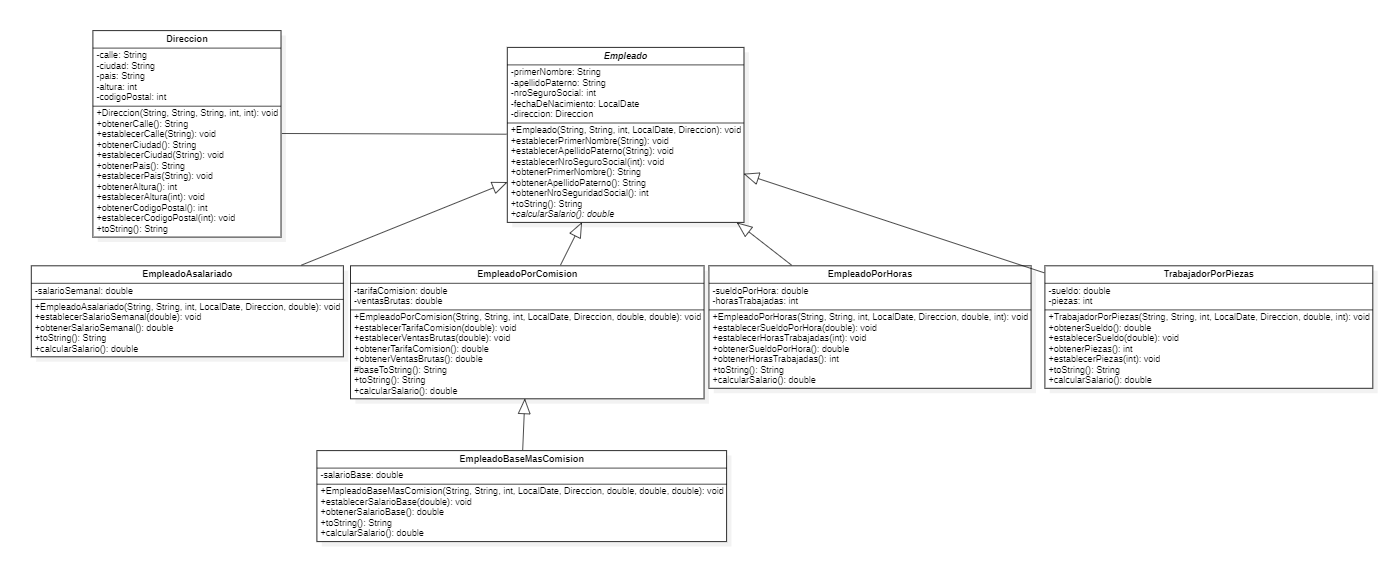 Direccion
-calle: String
-ciudad: String
-pais: String
-altura: int
-codigoPostal: int
+Direccion(String, String, String, int, int): void
+obtenerCalle(): String
+establecerCalle(String): void
+obtenerCiudad(): String
+establecerCiudad(String): void
+obtenerPais(): String
+establecerPais(String): void
+obtenerAltura(): int
+establecerAltura(int): void
+obtenerCodigoPostal(): int
+establecerCodigoPostal(int): void
+toString(): String
Empleado
-primerNombre: String
-apellidoPaterno: String
-nroSeguroSocial: int
-fechaDeNacimiento: LocalDate
-direccion: Direccion
+Empleado(String, String, int, LocalDate, Direccion): void
+establecerPrimerNombre(String): void
+establecerApellidoPaterno(String): void
+establecerNroSeguroSocial(int): void
+obtenerPrimerNombre(): String
+obtenerApellidoPaterno(): String
+obtenerNroSeguridadSocial(): int
+toString(): String
+calcularSalario(): double
EmpleadoAsalariado
-salarioSemanal: double
+EmpleadoAsalariado(String, String, int, LocalDate, Direccion, double): void
+establecerSalarioSemanal(double): void
+obtenerSalarioSemanal(): double
+toString(): String
+calcularSalario(): double
EmpleadoPorComision
-tarifaComision: double
-ventasBrutas: double
+EmpleadoPorComision(String, String, int, LocalDate, Direccion, double, double): void
+establecerTarifaComision(double): void
+establecerVentasBrutas(double): void
+obtenerTarifaComision(): double
+obtenerVentasBrutas(): double
#baseToString(): String
+toString(): String
+calcularSalario(): double
EmpleadoPorHoras
-sueldoPorHora: double
-horasTrabajadas: int
+EmpleadoPorHoras(String, String, int, LocalDate, Direccion, double, int): void
+establecerSueldoPorHora(double): void
+establecerHorasTrabajadas(int): void
+obtenerSueldoPorHora(): double
+obtenerHorasTrabajadas(): int
+toString(): String
+calcularSalario(): double
TrabajadorPorPiezas
-sueldo: double
-piezas: int
+TrabajadorPorPiezas(String, String, int, LocalDate, Direccion, double, int): void
+obtenerSueldo(): double
+establecerSueldo(double): void
+obtenerPiezas(): int
+establecerPiezas(int): void
+toString(): String
+calcularSalario(): double
EmpleadoBaseMasComision
-salarioBase: double
+EmpleadoBaseMasComision(String, String, int, LocalDate, Direccion, double, double, double): void
+establecerSalarioBase(double): void
+obtenerSalarioBase(): double
+toString(): String
+calcularSalario(): double